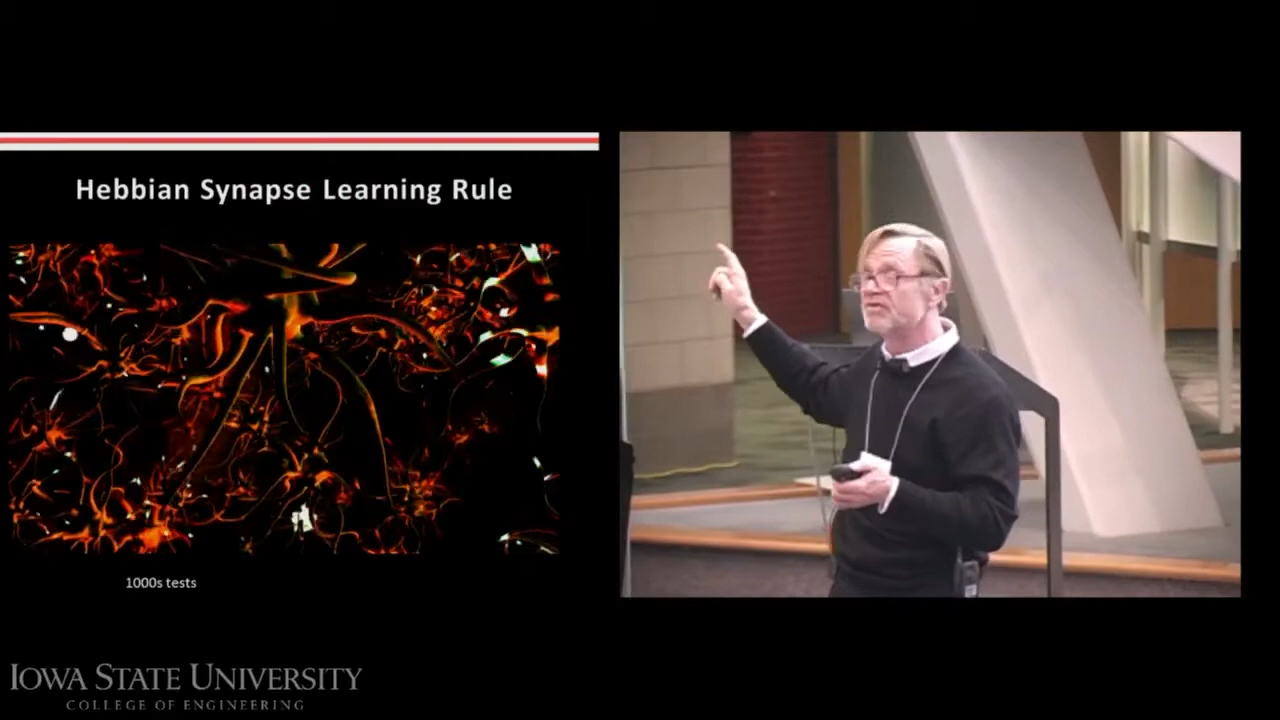 Hebbian Synapse Learning Rule
1000s tests
IOWA STATE UNIVERSITY
COLLEGE OF ENGINEERING